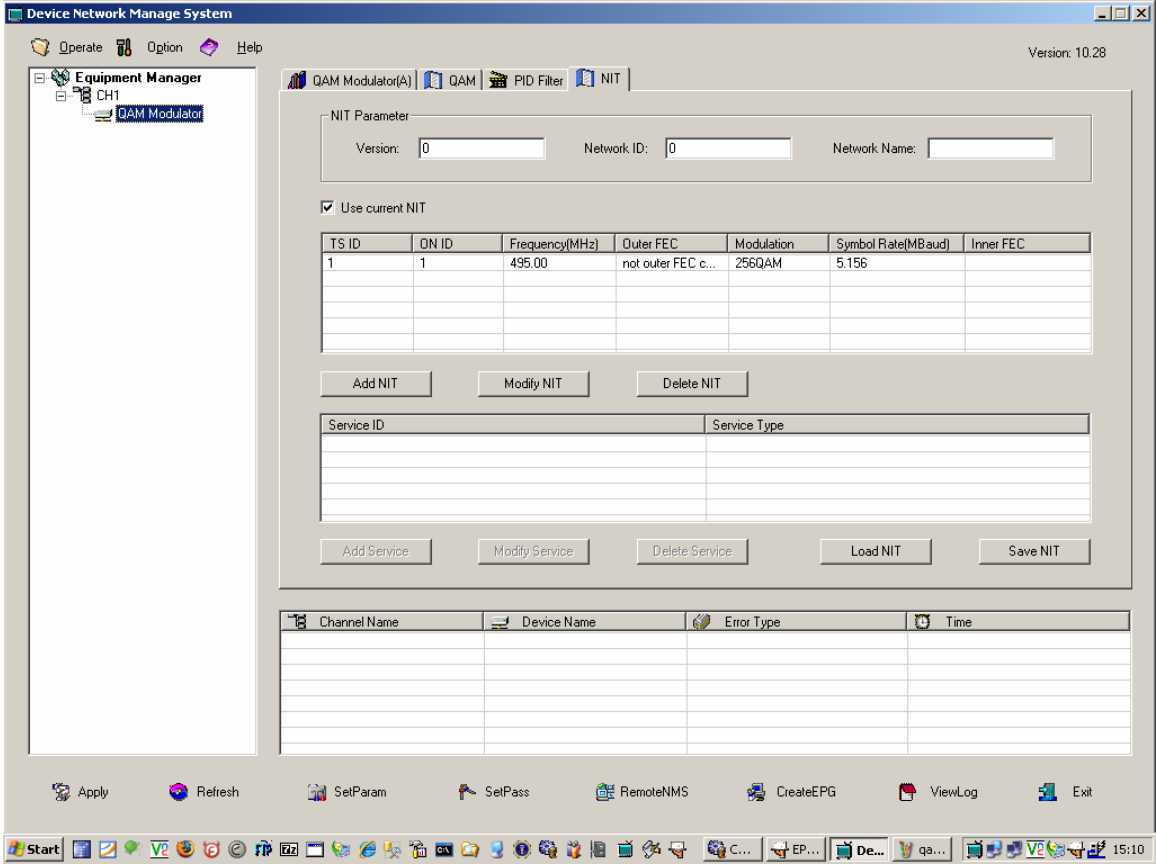 Device Network Manage System
Operate Option Help
Version: 10.28
Equipment Manager
CH1
QAM Modulator
QAM Modulator(A) QAM PID Filter NIT
NIT Parameter
Version: 0 Network ID: 0 Network Name:
Use current NIT
TS ID ON ID Frequency(MHz) Outer FEC Modulation Symbol Rate(MBaud) Inner FEC
1 1 495.00 not outer FEC c... 256QAM 5.156
Add NIT Modify NIT Delete NIT
Service ID Service Type
Add Service Modify Service Delete Service Load NIT Save NIT
Channel Name Device Name Error Type Time
Apply Refresh SetParam SetPass RemoteNMS CreateEPG ViewLog Exit
Start C... EP... De... qa... 15:10